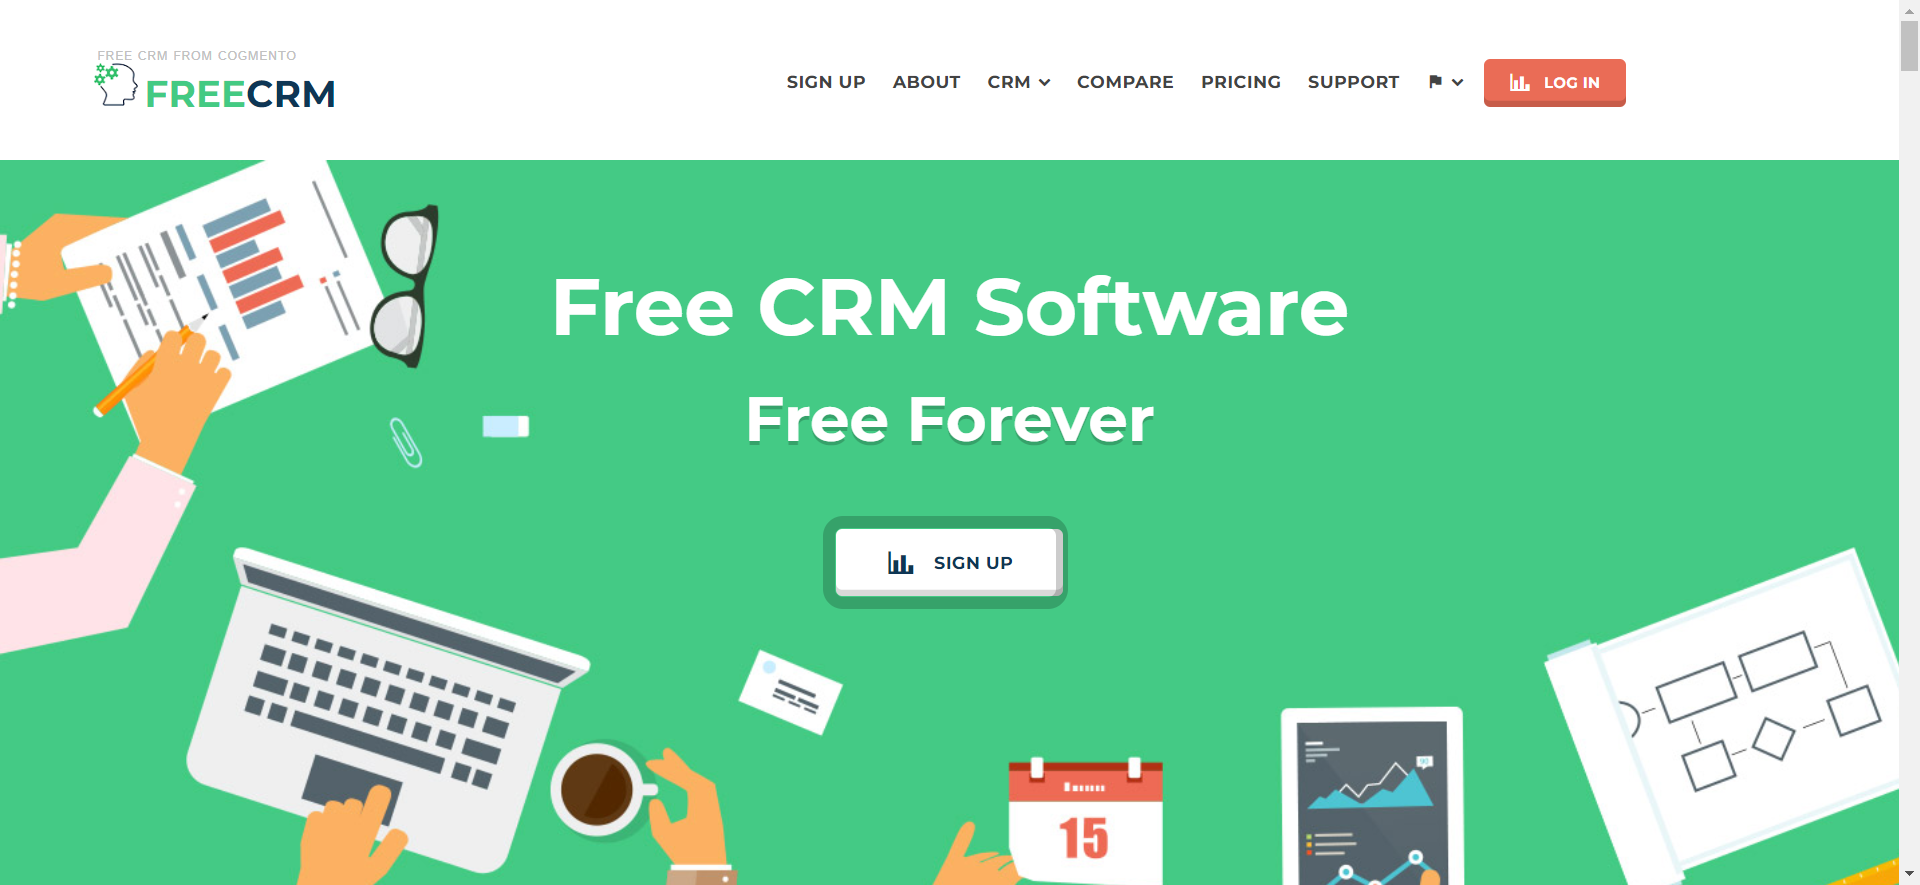 FREE CRM FROM COGMENTO
FREECRM
SIGN UP ABOUT CRM COMPARE PRICING SUPPORT LOG IN
Free CRM Software
Free Forever
SIGN UP
15